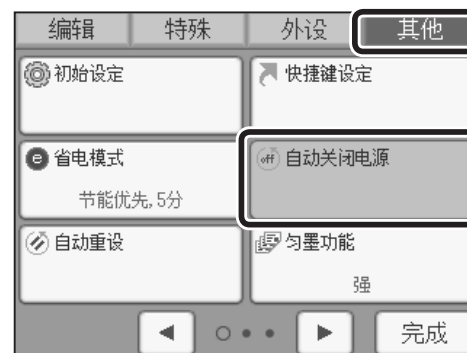 编辑 特殊 外设 其他
初始设定 快捷键设定
省电模式 off 自动关闭电源
节能优先,5分
自动重设 匀墨功能
强
完成